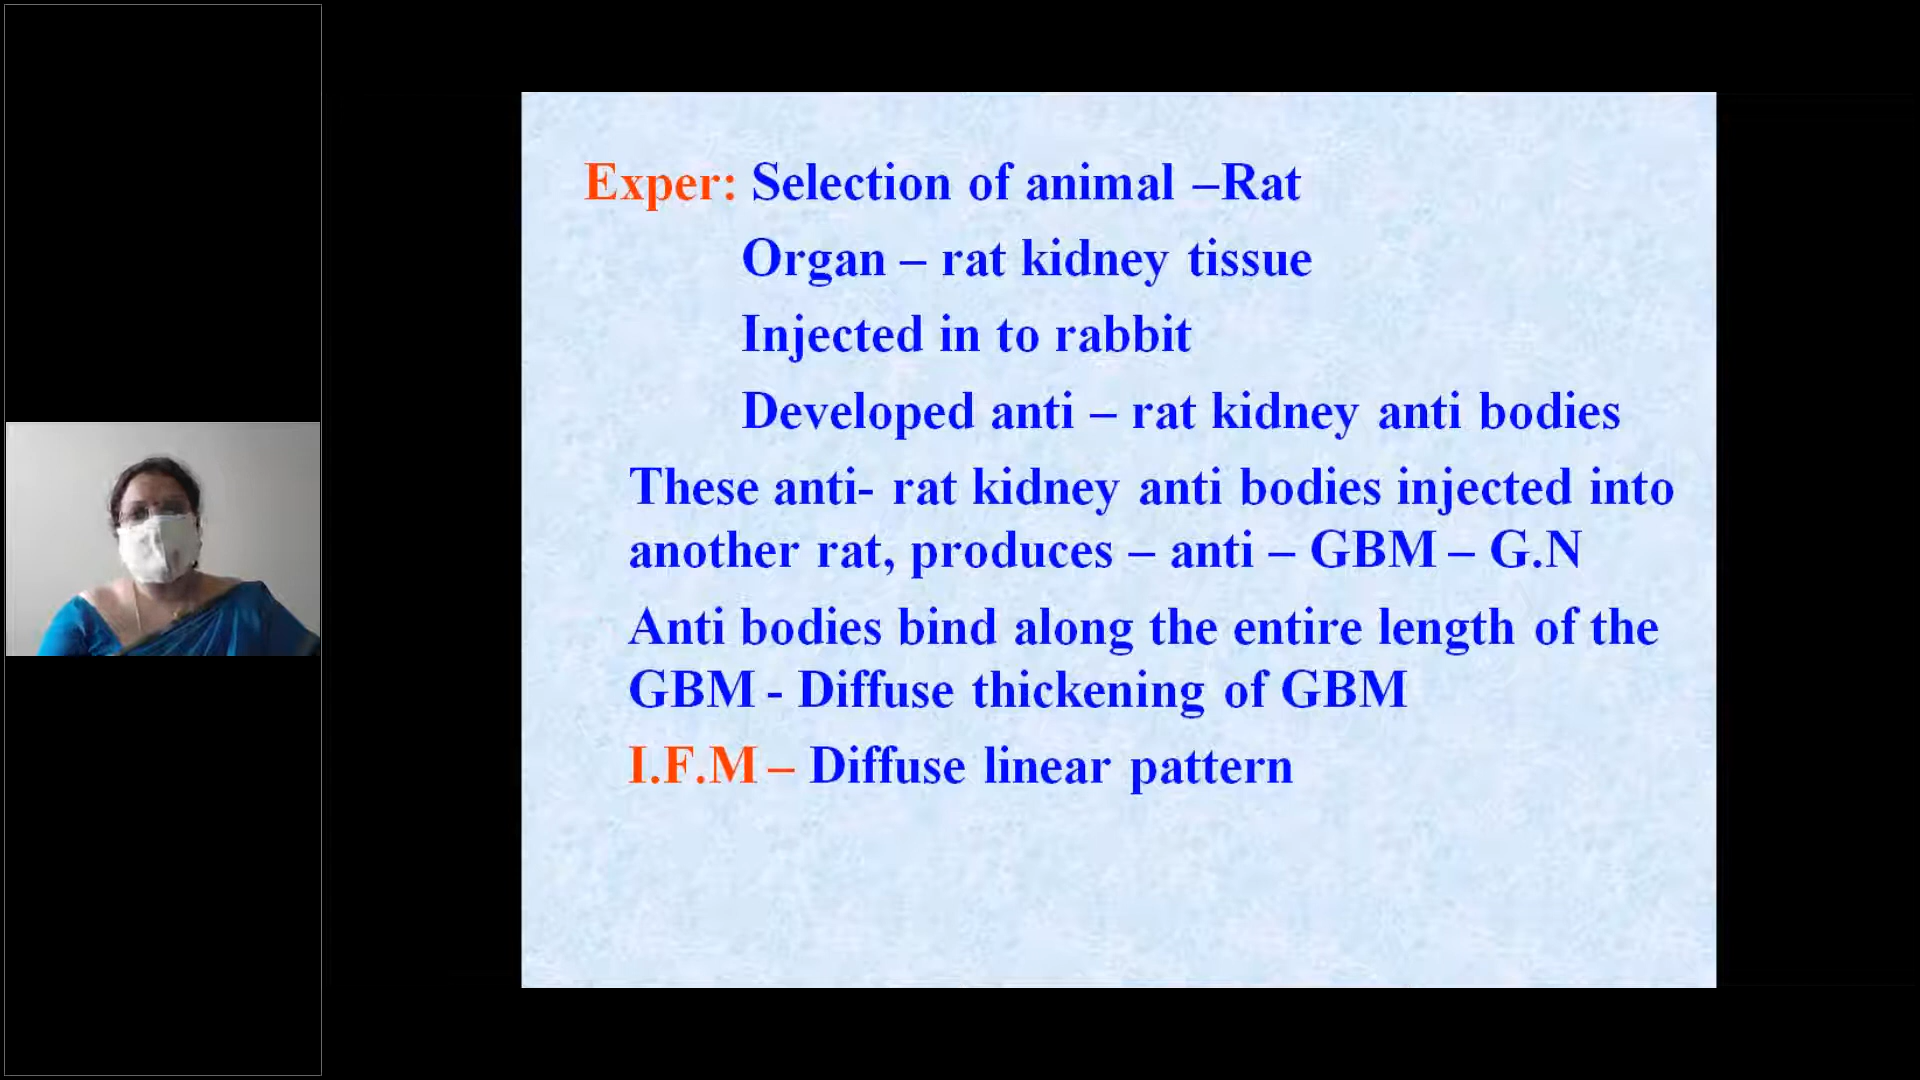 Exper: Selection of animal –Rat
Organ – rat kidney tissue
Injected in to rabbit
Developed anti – rat kidney anti bodies
These anti- rat kidney anti bodies injected into
another rat, produces – anti – GBM – G.N
Anti bodies bind along the entire length of the
GBM - Diffuse thickening of GBM
I.F.M – Diffuse linear pattern